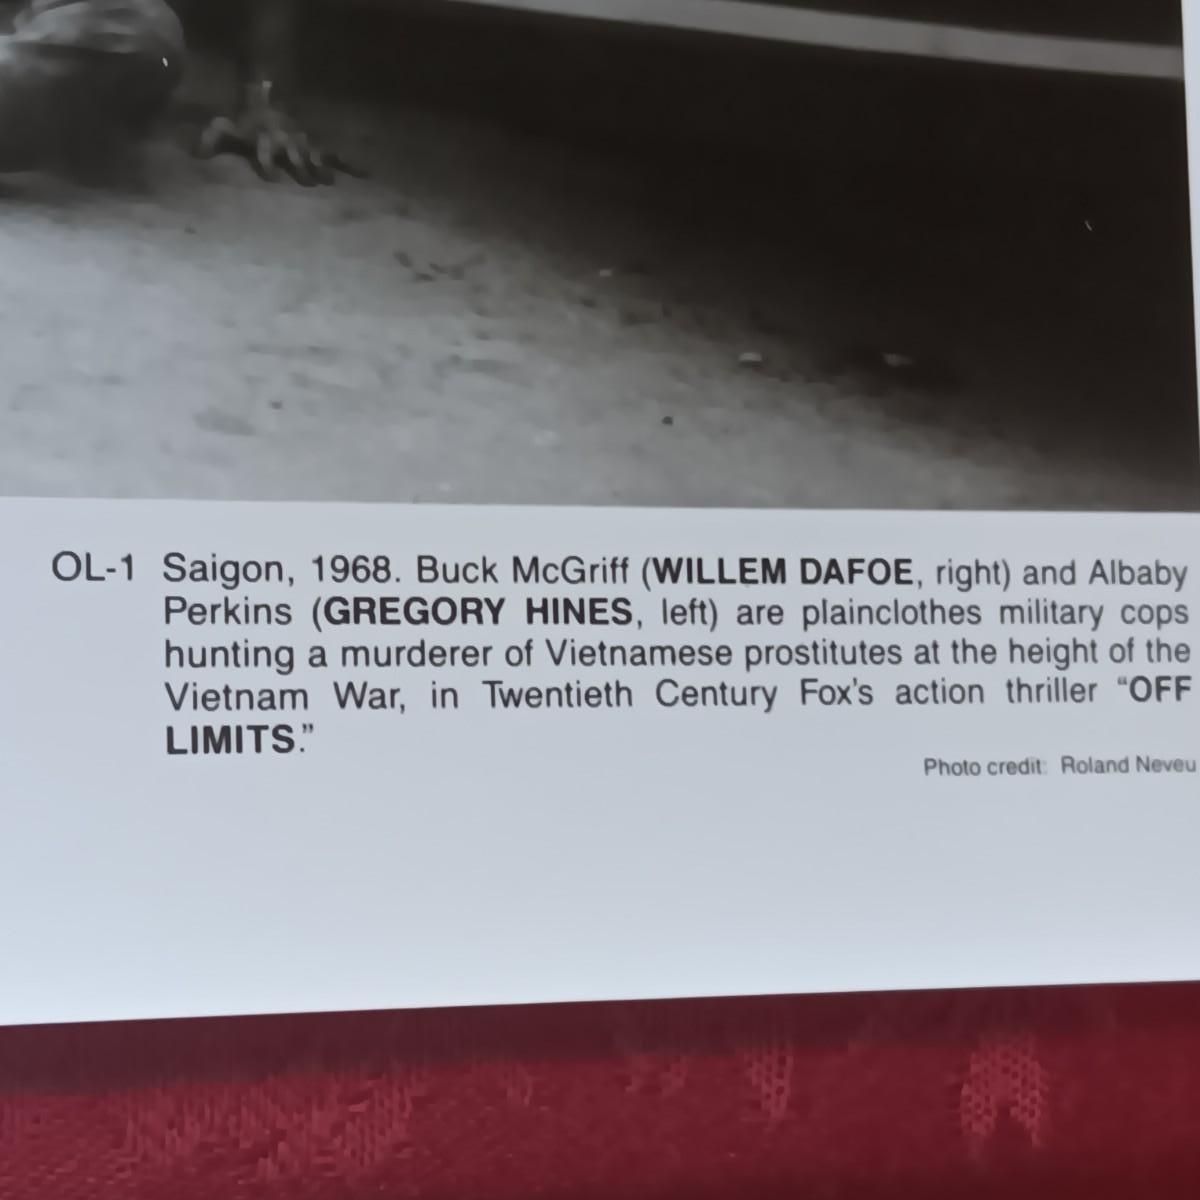 OL-1 Saigon, 1968. Buck McGriff (WILLEM DAFOE, right) and Albaby
Perkins (GREGORY HINES, left) are plainclothes military cops
hunting a murderer of Vietnamese prostitutes at the height of the
Vietnam War, in Twentieth Century Fox's action thriller “OFF
LIMITS.”
Photo credit: Roland Neveu